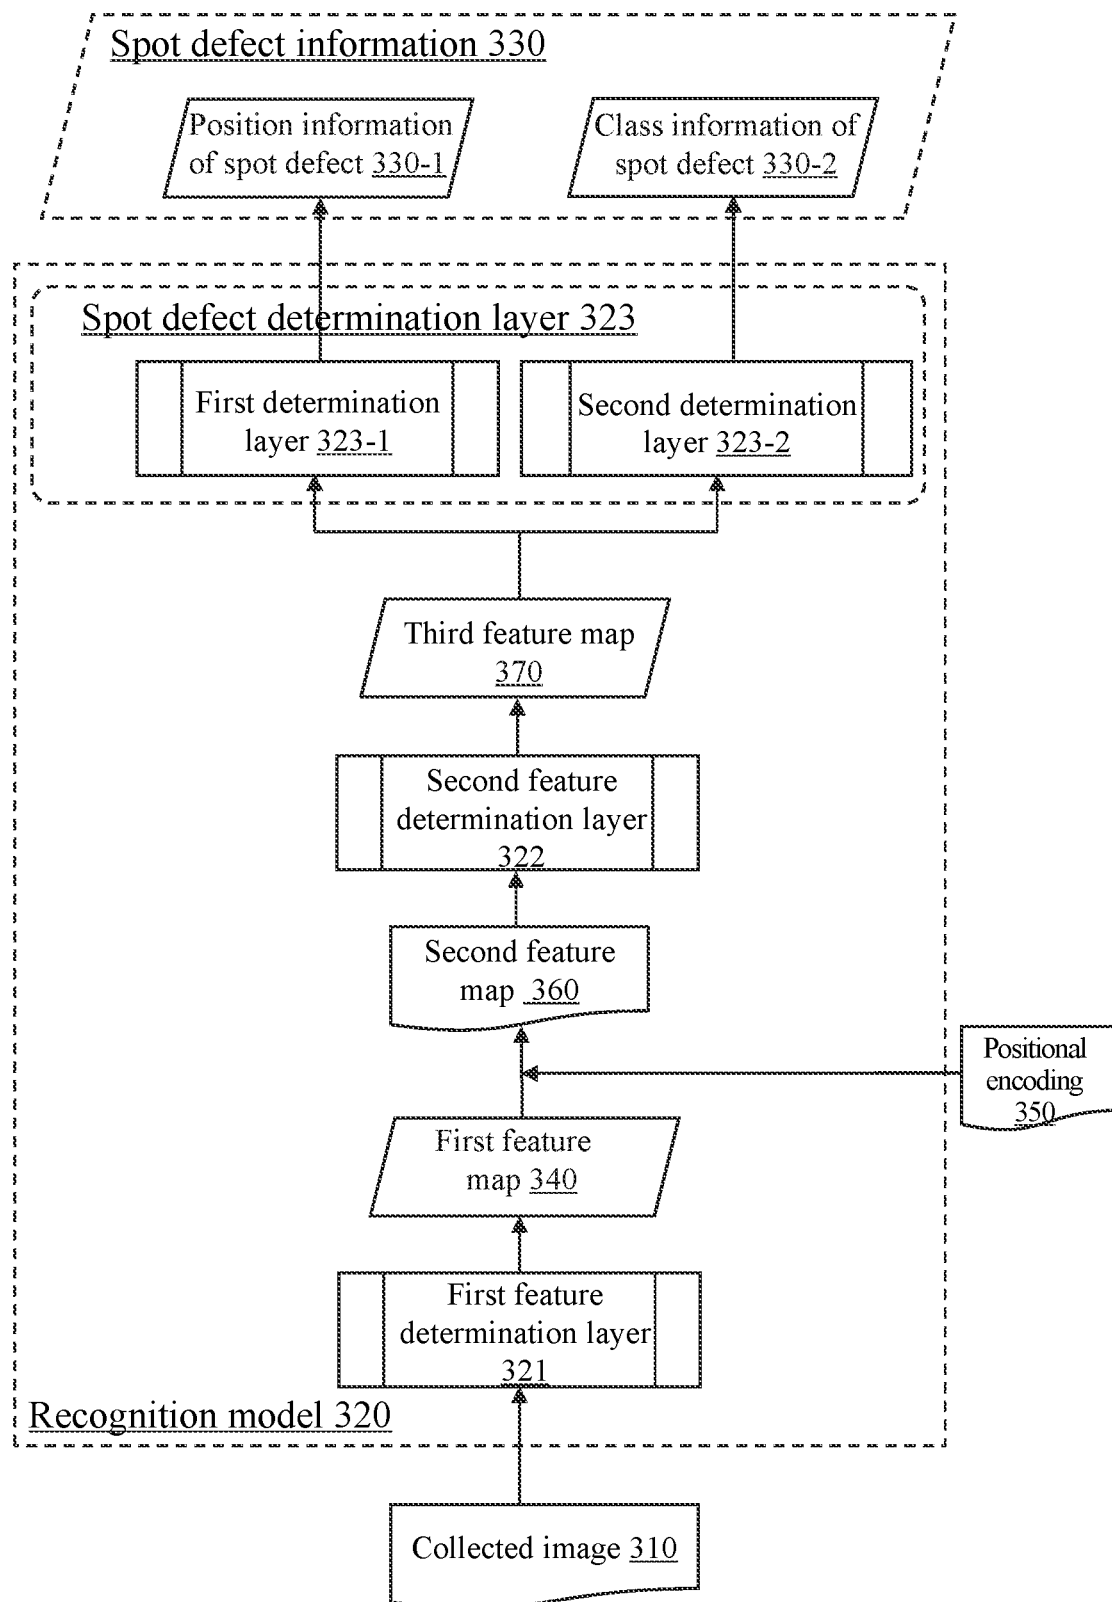 Spot defect information 330
Position information
of spot defect 330-1
Class information of
spot defect 330-2
Spot defect determination layer 323
First determination
layer 323-1
Second determination
layer 323-2
Third feature map
370
Second feature
determination layer
322
Second feature
map 360
Positional
encoding
350
First feature
map 340
First feature
determination layer
321
Recognition model 320
Collected image 310